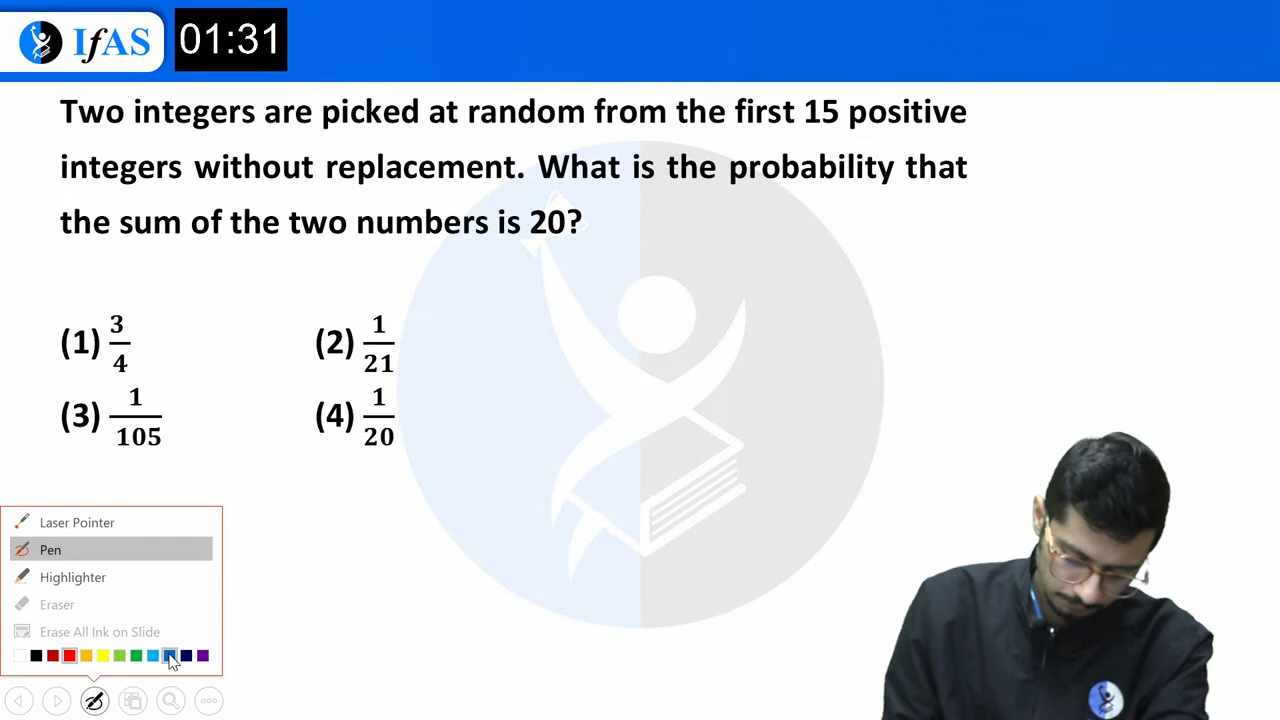 IfAS
01:31
Two integers are picked at random from the first 15 positive
integers without replacement. What is the probability that
the sum of the two numbers is 20?
(1) 3/4 (2) 1/21
(3) 1/105 (4) 1/20
Laser Pointer
Pen
Highlighter
Eraser
Erase All Ink on Slide